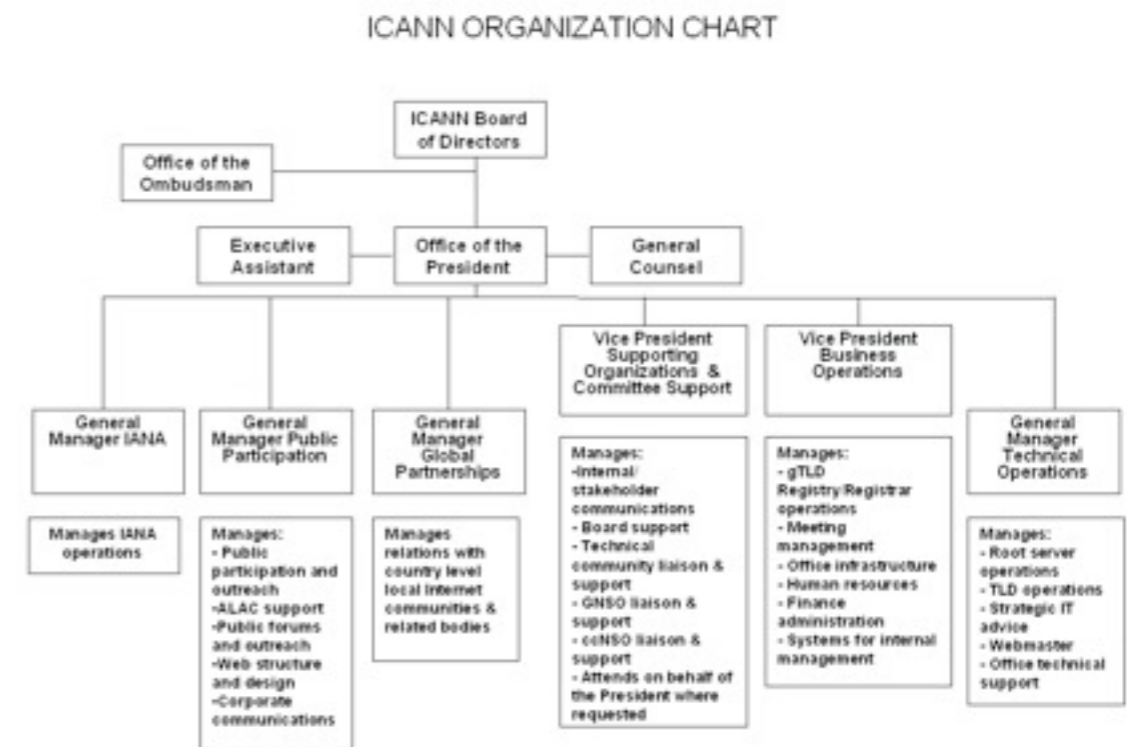 ICANN ORGANIZATION CHART
ICANN Board
of Directors
Office of the
Ombudsman
Executive
Assistant
Office of the
President
General
Counsel
Vice President
Supporting
Organizations &
Committee Support
Vice President
Business
Operations
General
Manager IANA
General
Manager Public
Participation
General
Manager
Global
Partnerships
General
Manager
Technical
Operations
Manages IANA
operations
Manages:
- Public
participation and
outreach
-ALAC support
-Public forums
and outreach
-Web structure
and design
-Corporate
communications
Manages
relations with
country level
local Internet
communities &
related bodies
Manages:
-Internal/
stakeholder
communications
- Board support
- Technical
community liaison &
support
- GNSO liaison &
support
- ccNSO liaison &
support
- Attends on behalf of
the President where
requested
Manages:
- gTLD
Registry/Registrar
operations
- Meeting
management
- Office infrastructure
- Human resources
- Finance
administration
- Systems for internal
management
Manages:
- Root server
operations
- TLD operations
- Strategic IT
advice
- Webmaster
- Office technical
support